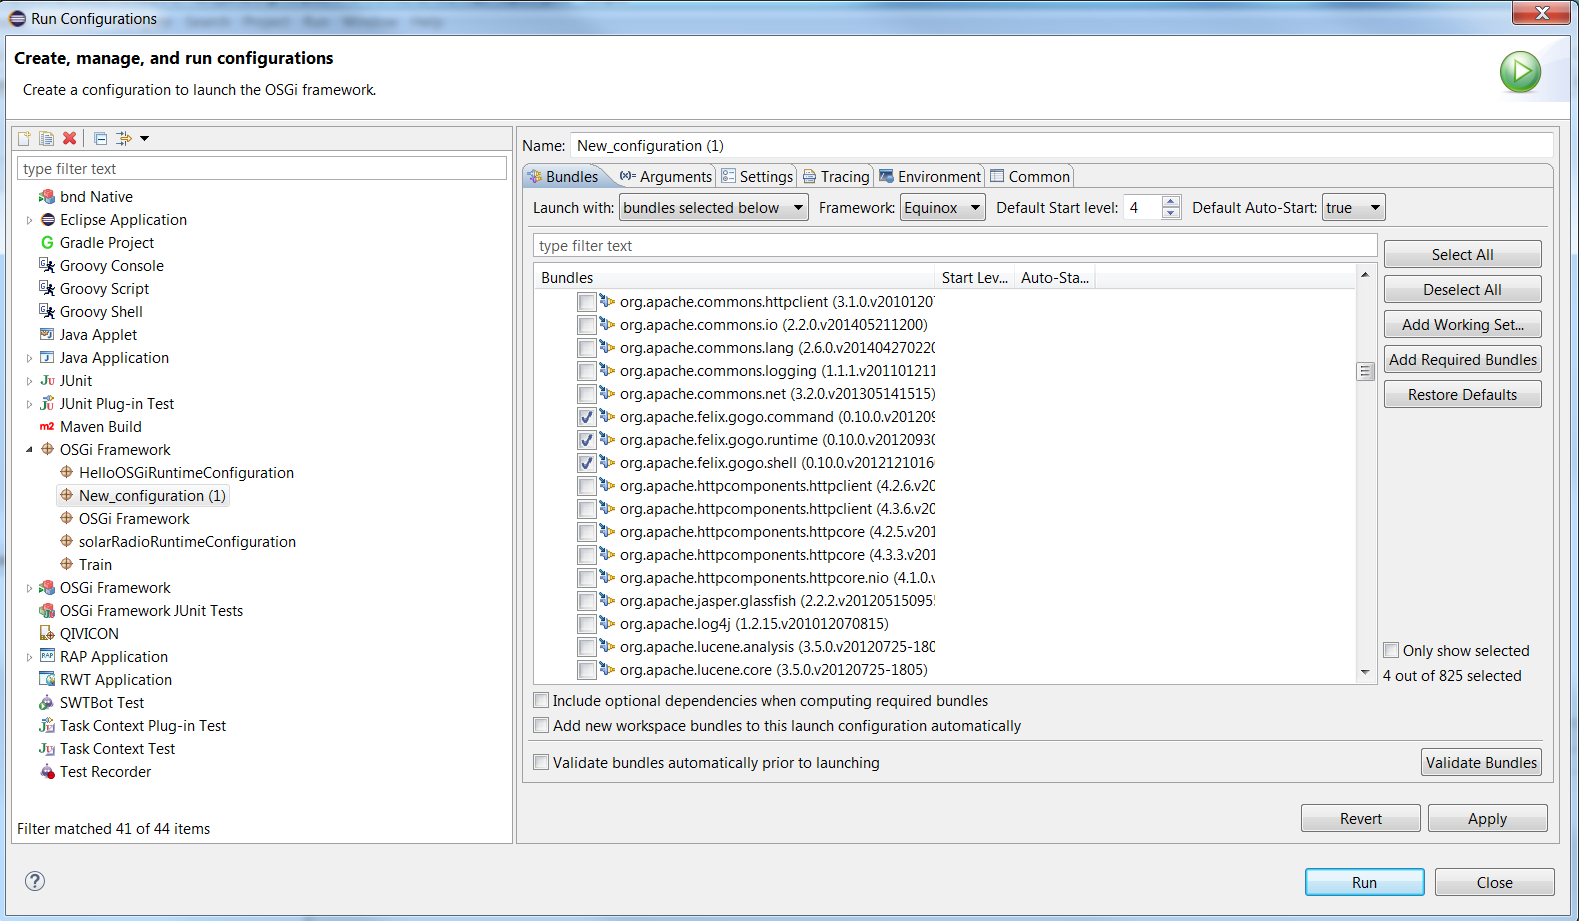 Run Configurations
Create, manage, and run configurations
Create a configuration to launch the OSGi framework.
type filter text
bnd Native
Eclipse Application
Gradle Project
Groovy Console
Groovy Script
Groovy Shell
Java Applet
Java Application
JUnit
JUnit Plug-in Test
Maven Build
OSGi Framework
HelloOSGiRuntimeConfiguration
New_configuration (1)
OSGi Framework
solarRadioRuntimeConfiguration
Train
OSGi Framework
OSGi Framework JUnit Tests
QIVICON
RAP Application
RWT Application
SWTBot Test
Task Context Plug-in Test
Task Context Test
Test Recorder
Filter matched 41 of 44 items
Name: New_configuration (1)
Bundles Arguments Settings Tracing Environment Common
Launch with: bundles selected below Framework: Equinox Default Start level: 4 Default Auto-Start: true
type filter text
Bundles Start Lev... Auto-Sta...
org.apache.commons.httpclient (3.1.0.v2010120
org.apache.commons.io (2.2.0.v201405211200)
org.apache.commons.lang (2.6.0.v201404270220
org.apache.commons.logging (1.1.1.v201101211
org.apache.commons.net (3.2.0.v201305141515)
org.apache.felix.gogo.command (0.10.0.v201209
org.apache.felix.gogo.runtime (0.10.0.v20120930
org.apache.felix.gogo.shell (0.10.0.v2012121016
org.apache.httpcomponents.httpclient (4.2.6.v20
org.apache.httpcomponents.httpclient (4.3.6.v20
org.apache.httpcomponents.httpcore (4.2.5.v201
org.apache.httpcomponents.httpcore (4.3.3.v201
org.apache.httpcomponents.httpcore.nio (4.1.0.v
org.apache.jasper.glassfish (2.2.2.v20120515095
org.apache.log4j (1.2.15.v201012070815)
org.apache.lucene.analysis (3.5.0.v20120725-180
org.apache.lucene.core (3.5.0.v20120725-1805)
Select All
Deselect All
Add Working Set...
Add Required Bundles
Restore Defaults
Only show selected
4 out of 825 selected
Include optional dependencies when computing required bundles
Add new workspace bundles to this launch configuration automatically
Validate bundles automatically prior to launching
Validate Bundles
Revert
Apply
Run
Close